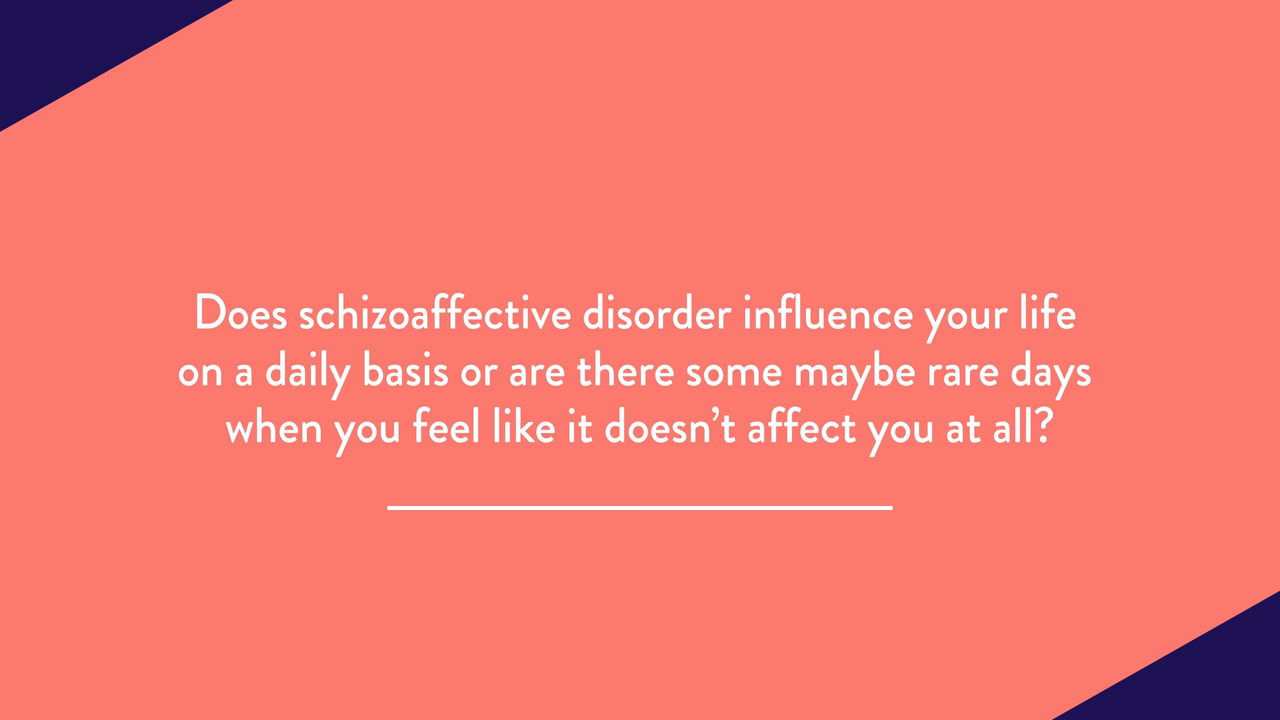 Does schizoaffective disorder influence your life
on a daily basis or are there some maybe rare days
when you feel like it doesn’t affect you at all?